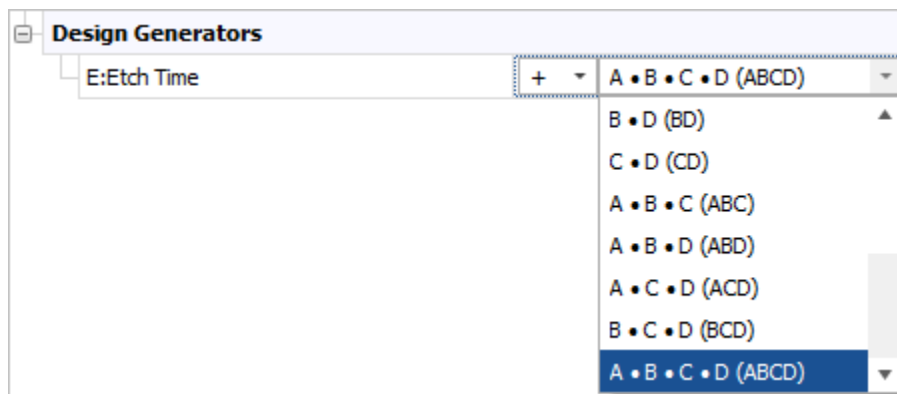 Design Generators
E:Etch Time + A • B • C • D (ABCD)
B • D (BD)
C • D (CD)
A • B • C (ABC)
A • B • D (ABD)
A • C • D (ACD)
B • C • D (BCD)
A • B • C • D (ABCD)